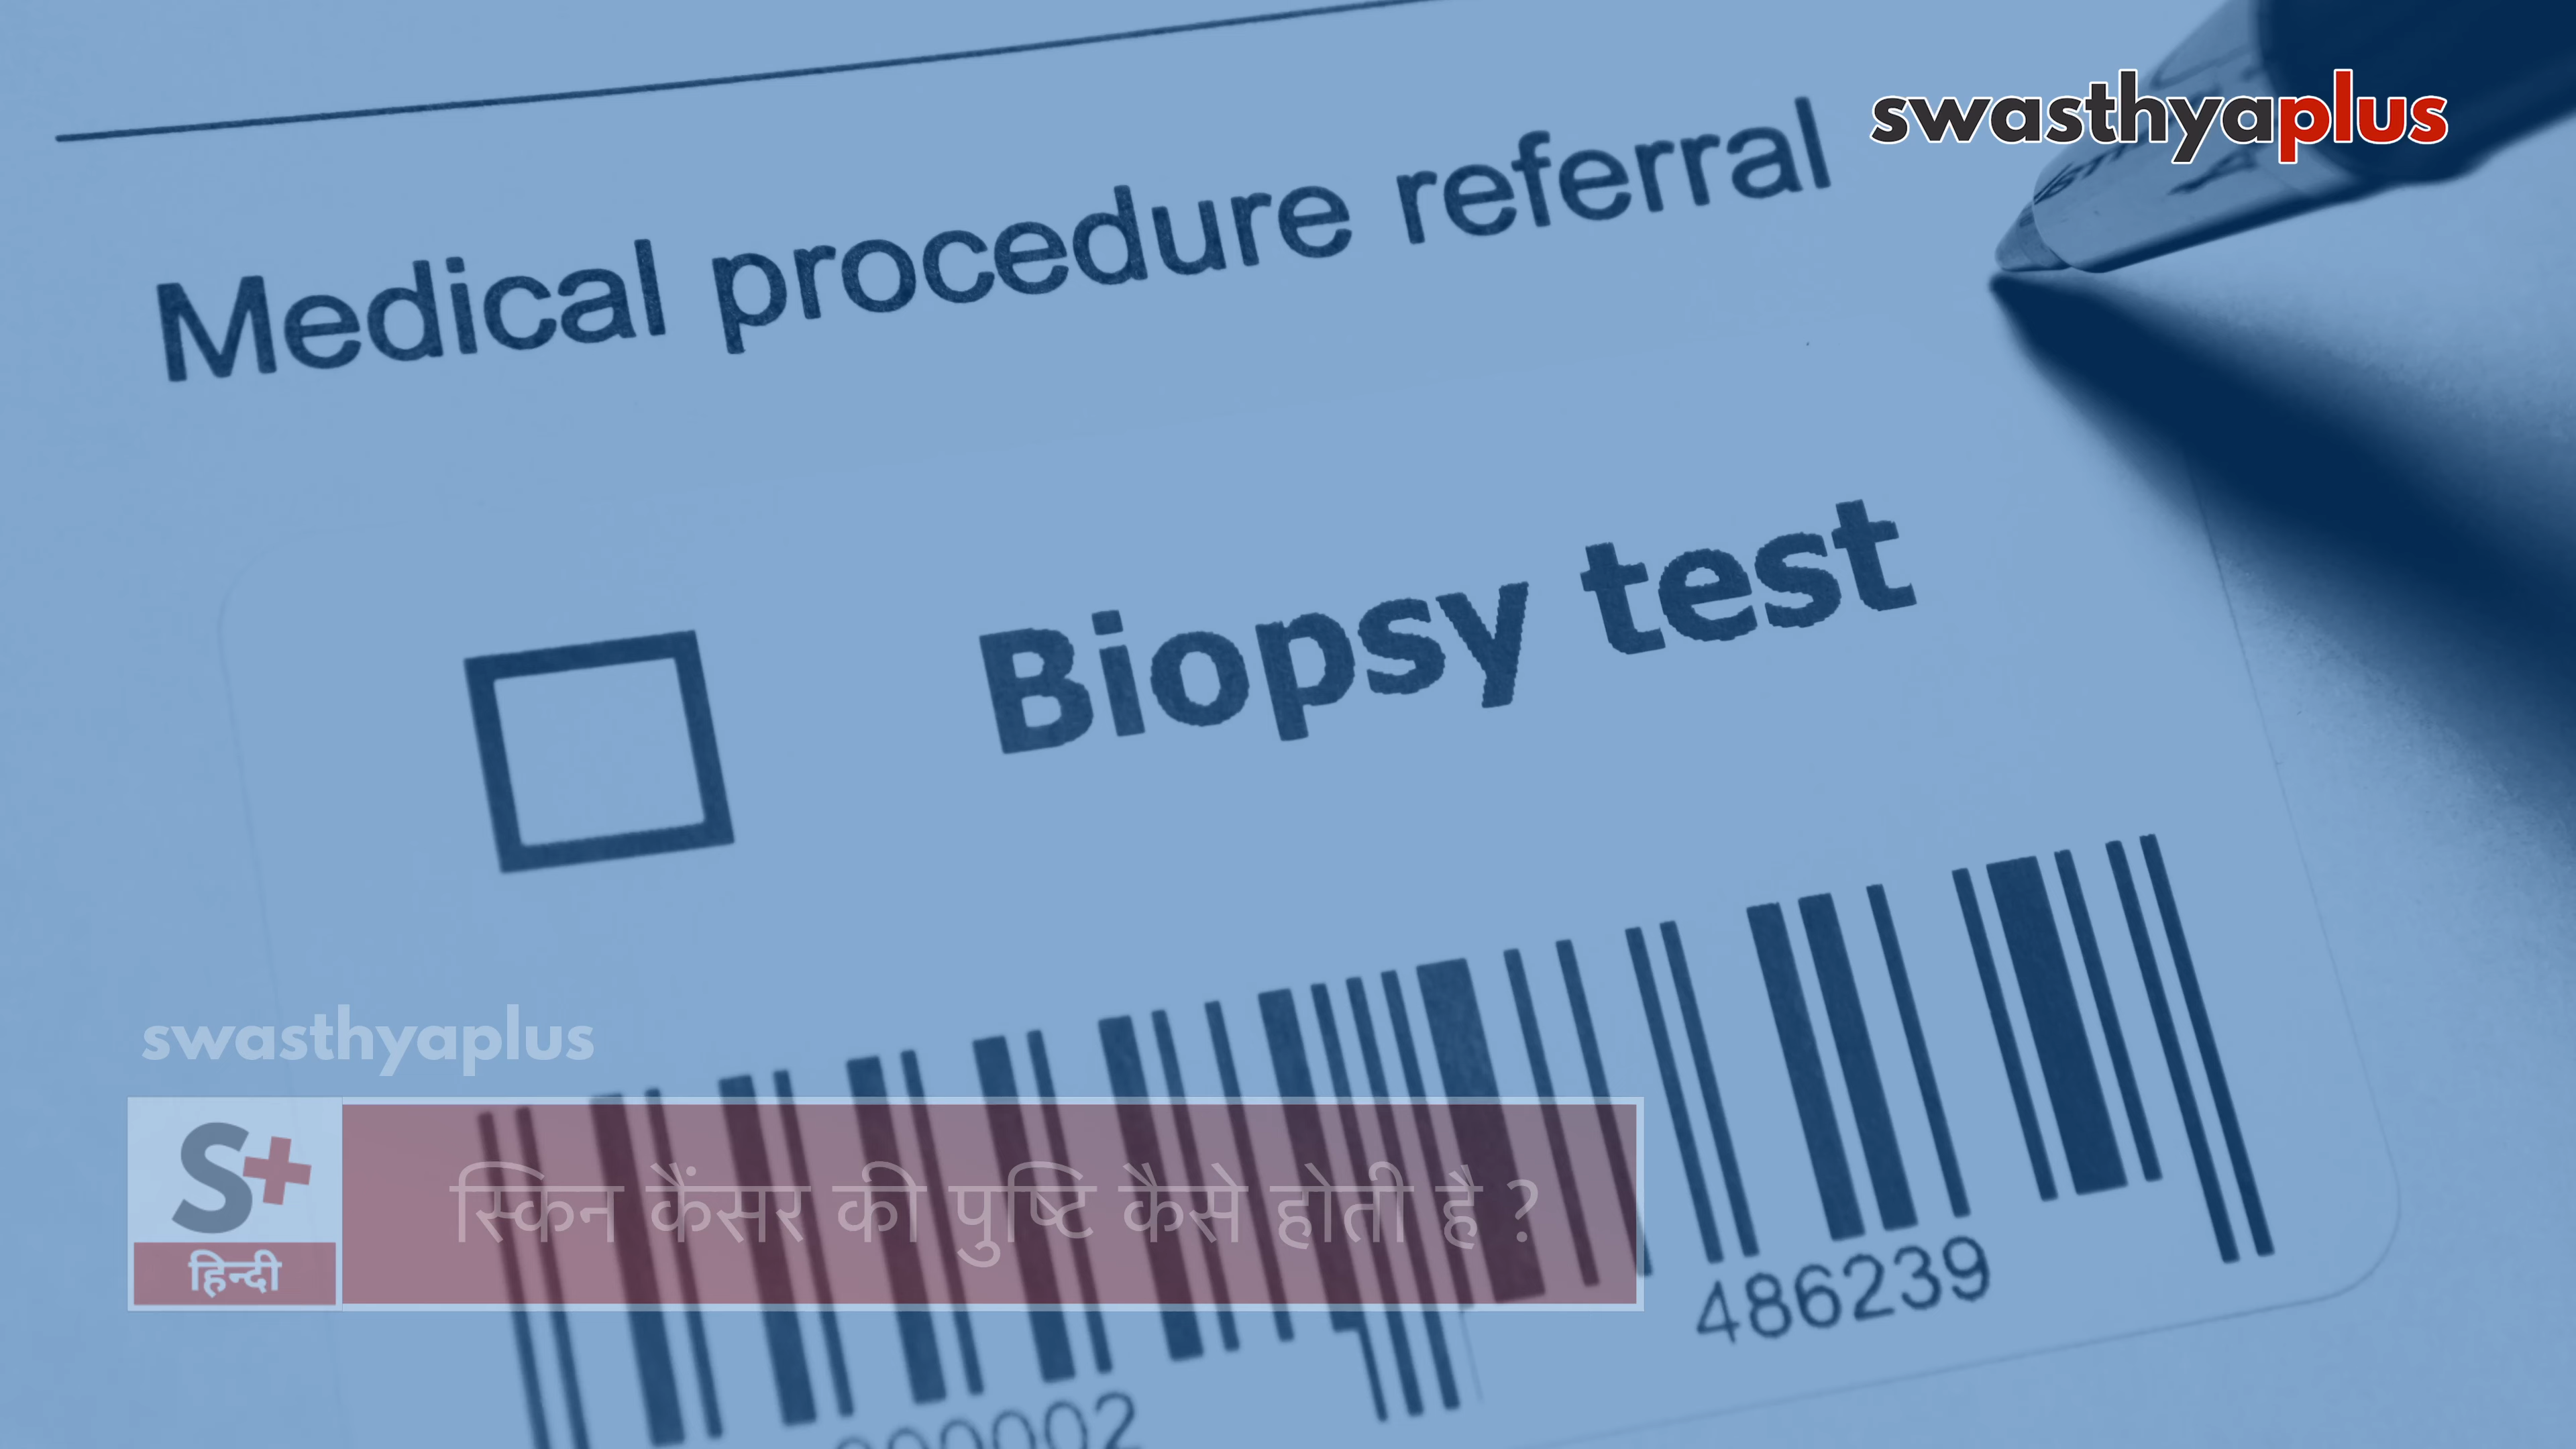 swasthyaplus
Medical procedure referral
Biopsy test
swasthyaplus
S+
स्किन कैंसर की पुष्टि कैसे होती है ?
हिन्दी
486239